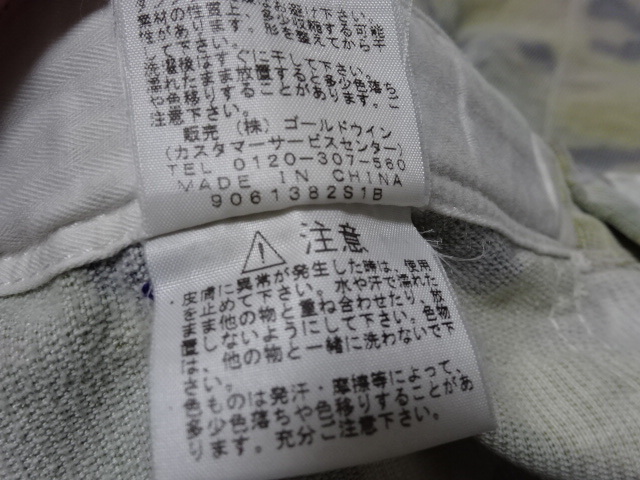 素材の性質上、多少収縮する可能
性があります。形を整えてから干
して下さい。
洗濯後はすぐに干して下さい。
濡れたまま放置すると多少色落ち
や色移りすることがあります。ご
注意下さい。
販売 (株) ゴールドウイン
(カスタマーサービスセンター)
TEL 0120-307-560
MADE IN CHINA
9061382S1B
注意
皮膚に異常が発生した時は、使用
を止めて下さい。水や汗で濡れた
まま他の物と重ね合わせたり、放
置しないようにして下さい。色物
は、他の物と一緒に洗わないで下
さい。
色ものは発汗・摩擦等によって、
多少色落ちや色移りすることがあ
ります。充分ご注意下さい。